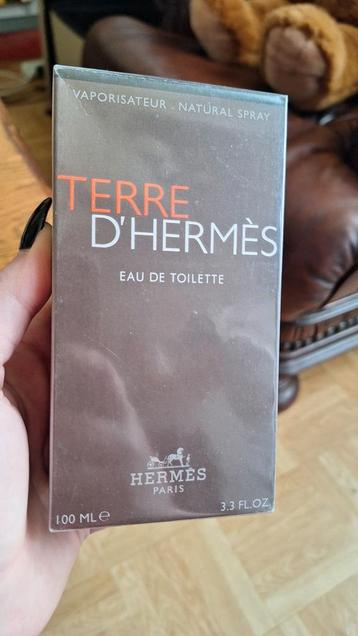 VAPORISATEUR . NATURAL SPRAY
TERRE
D'HERMÈS
EAU DE TOILETTE
HERMÈS
PARIS
100 ML e 3.3 FL.OZ